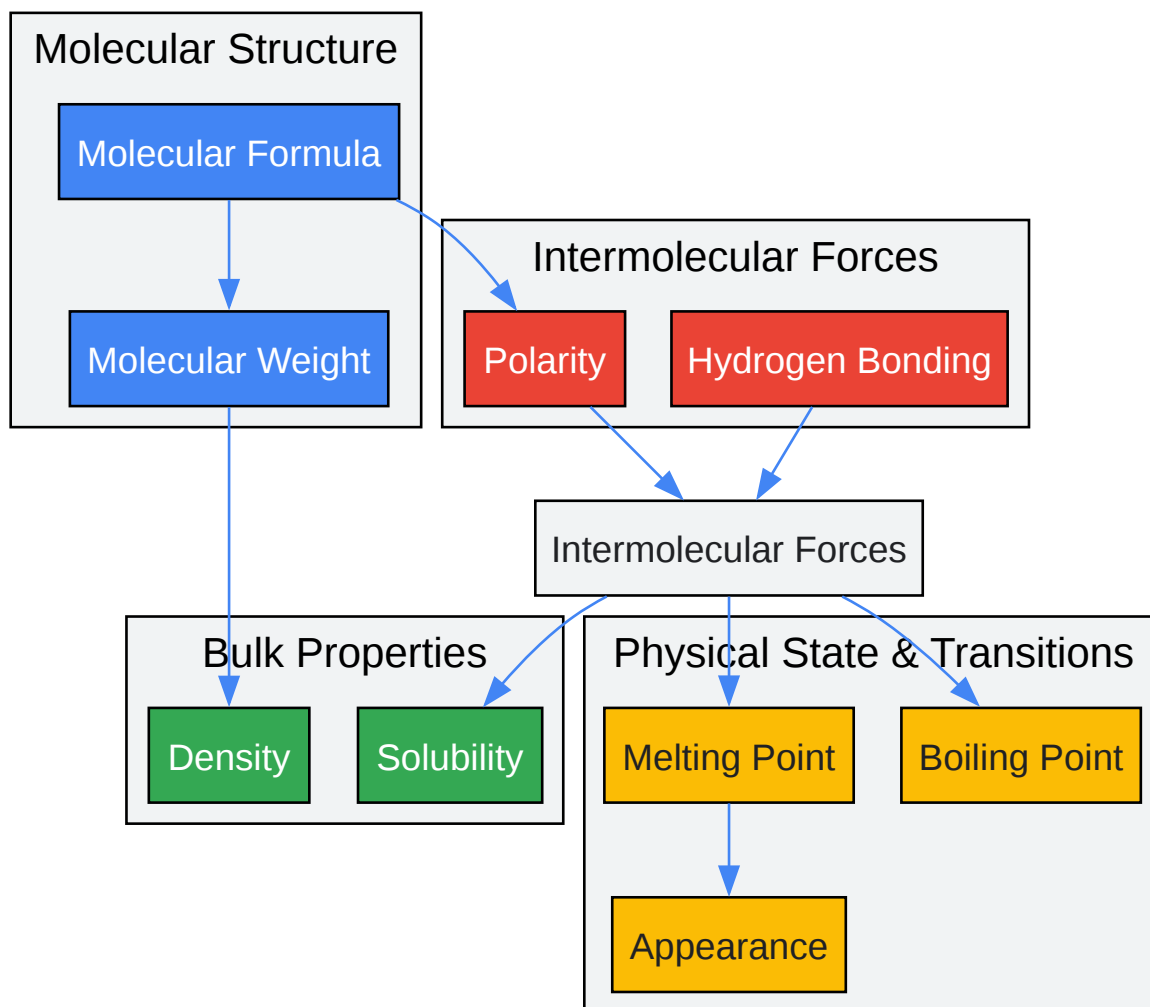 Molecular Structure
Molecular Formula
Molecular Weight
Intermolecular Forces
Polarity
Hydrogen Bonding
Intermolecular Forces
Bulk Properties
Density
Solubility
Physical State & Transitions
Melting Point
Boiling Point
Appearance